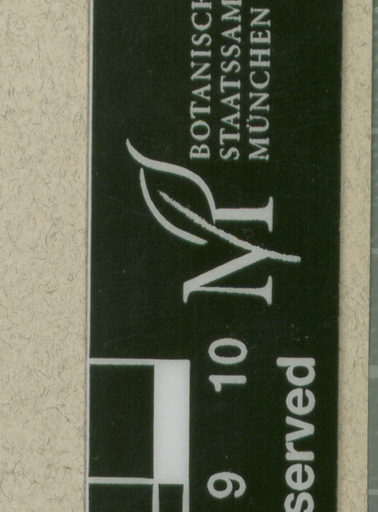 BOTANISCH
STAATSSAM
MÜNCHEN
M
9 10
served